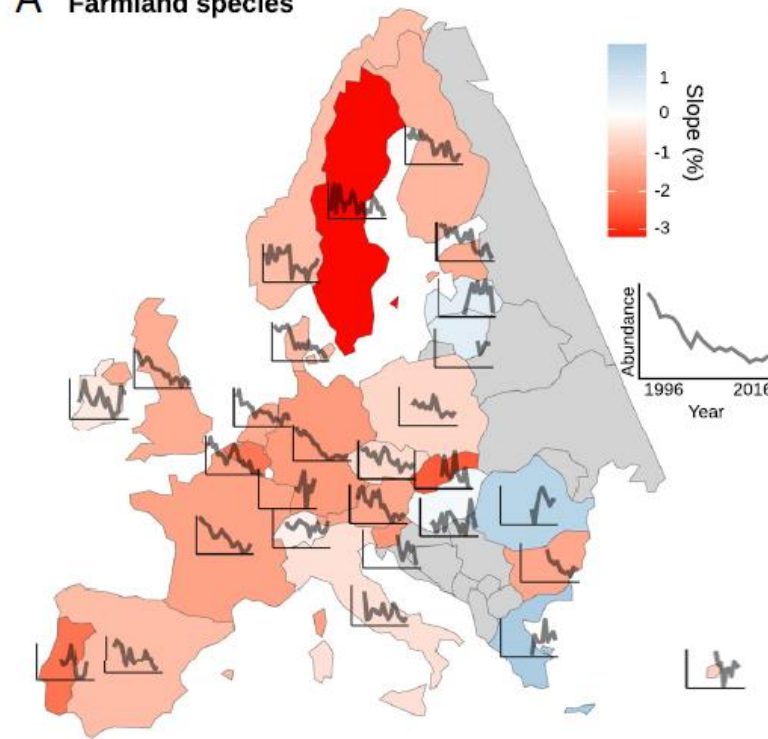 A Farmland species
1
0
-1
-2
-3
Slope (%)
Abundance
1996 2016
Year